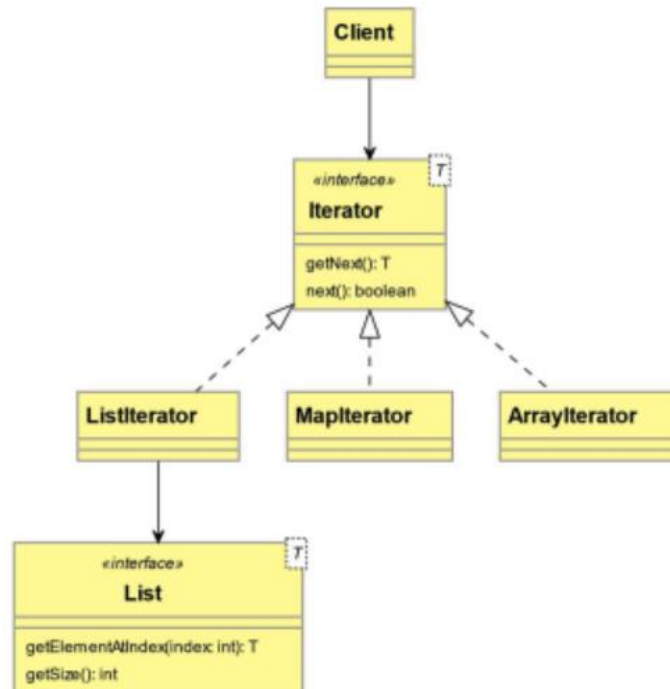 Client
«interface»
T
Iterator
getNext(): T
next(): boolean
ListIterator
MapIterator
ArrayIterator
«interface»
T
List
getElementAtIndex(index: int): T
getSize(): int